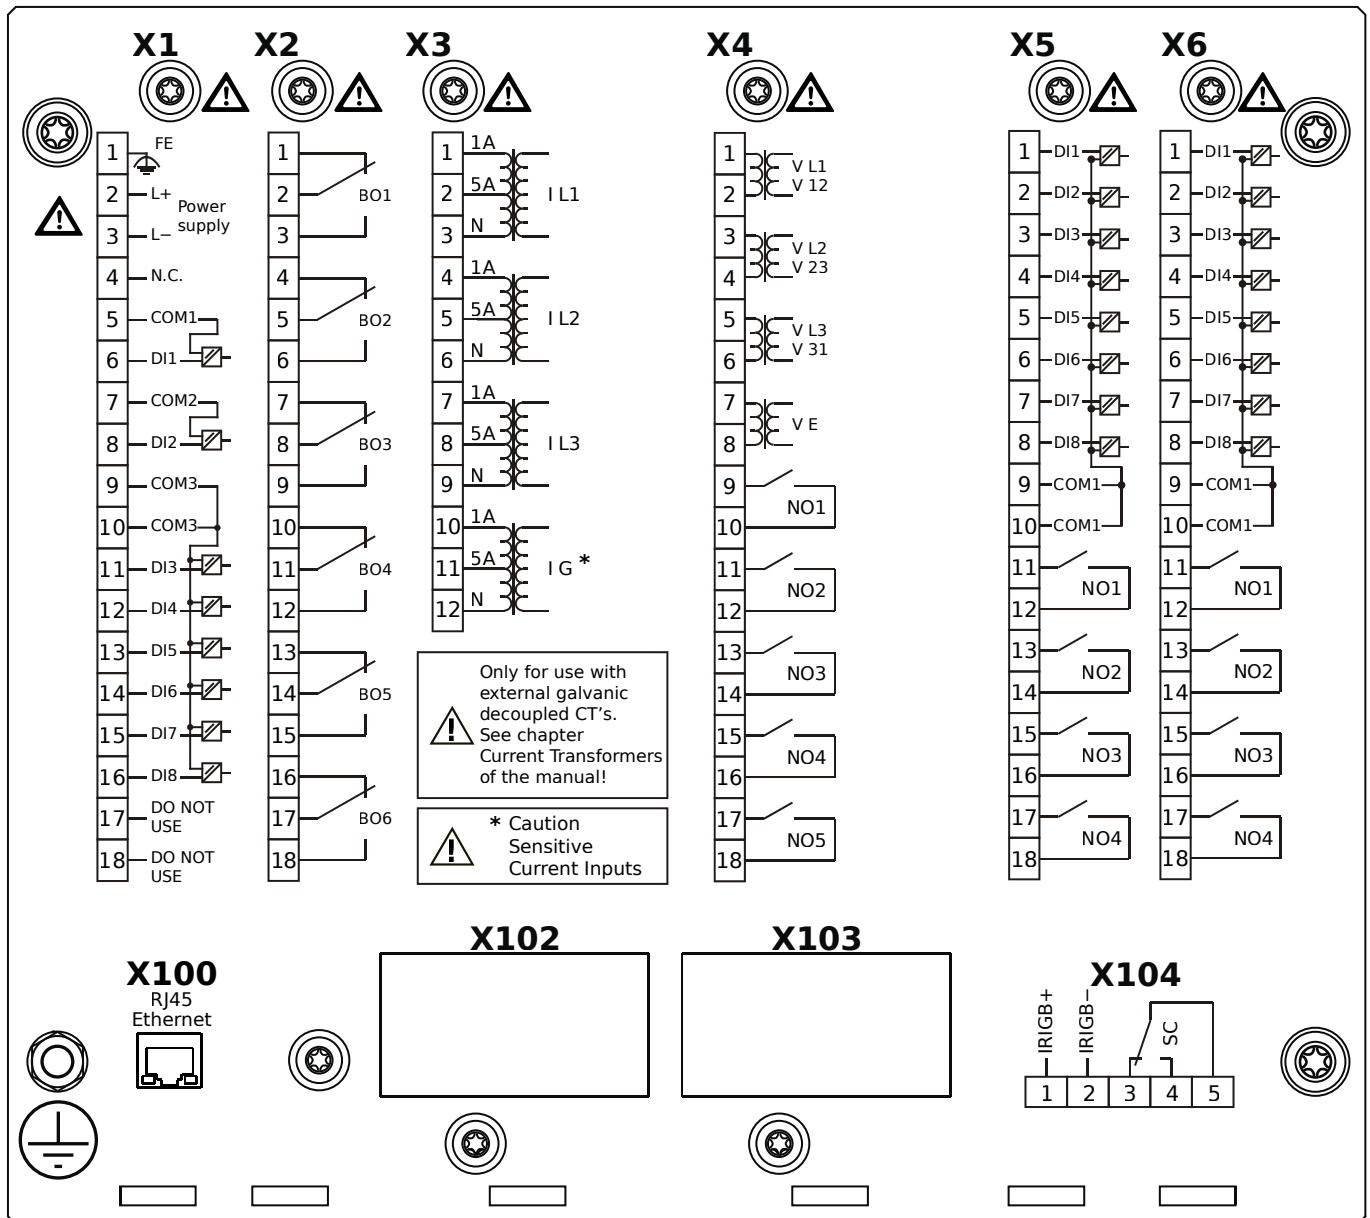 X1 X2 X3 X4 X5 X6
1 FE
2 L+
Power
supply
3 L−
4 N.C.
5 COM1
6 DI1
7 COM2
8 DI2
9 COM3
10 COM3
11 DI3
12 DI4
13 DI5
14 DI6
15 DI7
16 DI8
17 DO NOT
USE
18 DO NOT
USE
1
2 BO1
3
4
5 BO2
6
7
8 BO3
9
10
11 BO4
12
13
14 BO5
15
16
17 BO6
18
1 1A
2 5A I L1
3 N
4 1A
5 5A I L2
6 N
7 1A
8 5A I L3
9 N
10 1A
11 5A I G *
12 N
Only for use with
external galvanic
decoupled CT's.
See chapter
Current Transformers
of the manual!
* Caution
Sensitive
Current Inputs
1 V L1
2 V 12
3 V L2
4 V 23
5 V L3
6 V 31
7
V E
8
9
NO1
10
11
NO2
12
13
NO3
14
15
NO4
16
17
NO5
18
1 DI1
2 DI2
3 DI3
4 DI4
5 DI5
6 DI6
7 DI7
8 DI8
9 COM1
10 COM1
11
NO1
12
13
NO2
14
15
NO3
16
17
NO4
18
1 DI1
2 DI2
3 DI3
4 DI4
5 DI5
6 DI6
7 DI7
8 DI8
9 COM1
10 COM1
11
NO1
12
13
NO2
14
15
NO3
16
17
NO4
18
X100
RJ45
Ethernet
X102
X103
X104
IRIGB+
IRIGB−
SC
1 2 3 4 5